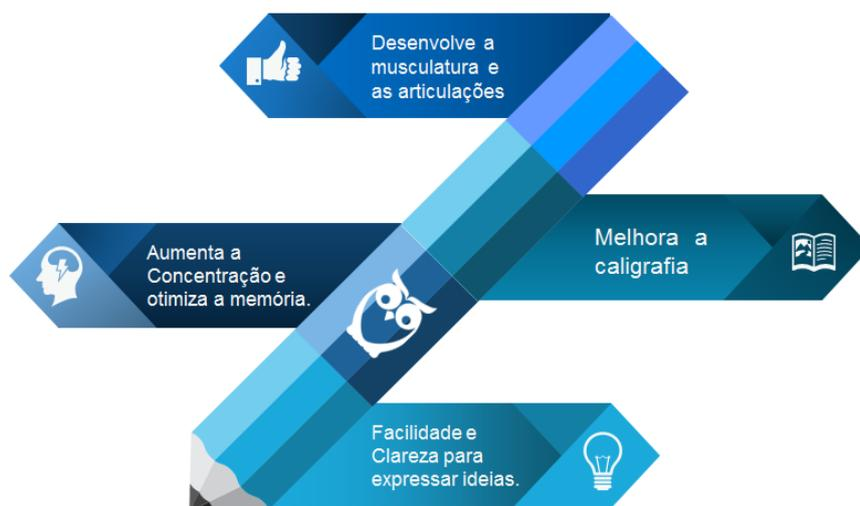 Desenvolve a
musculatura e
as articulações
Melhora a
caligrafia
Aumenta a
Concentração e
otimiza a memória.
Facilidade e
Clareza para
expressar ideias.